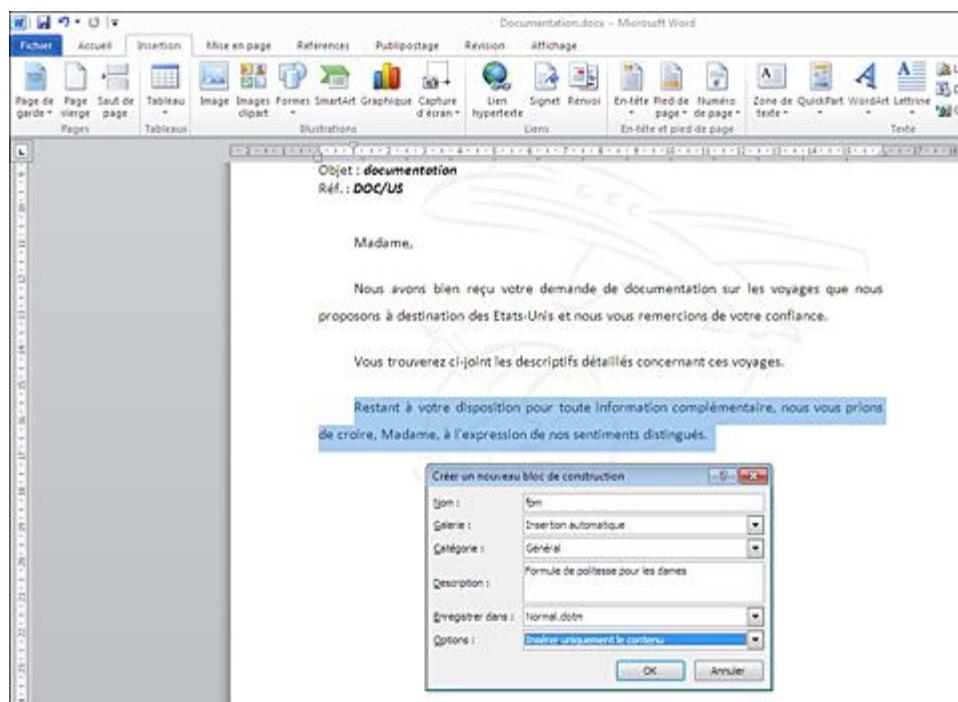 Documentation.docx - Microsoft Word
Fichier Accueil Insertion Mise en page Références Publipostage Révision Affichage
Page de garde Page vierge Saut de page Tableau Image Images clipart Formes SmartArt Graphique Capture d'écran Lien hypertexte Signet Renvoi En-tête Pied de page Numéro de page Zone de texte QuickPart WordArt Lettrine
Pages Tableaux Illustrations Liens En-tête et pied de page Texte
Objet : documentation
Réf. : DOC/US
Madame,
Nous avons bien reçu votre demande de documentation sur les voyages que nous
proposons à destination des Etats-Unis et nous vous remercions de votre confiance.
Vous trouverez ci-joint les descriptifs détaillés concernant ces voyages.
Restant à votre disposition pour toute information complémentaire, nous vous prions
de croire, Madame, à l'expression de nos sentiments distingués.
Créer un nouveau bloc de construction
Nom :
Galerie : Insertion automatique
Catégorie : Général
Description : Formule de politesse pour les dames
Enregistrer dans : Normal.dotm
Options : Insérer uniquement le contenu
OK Annuler